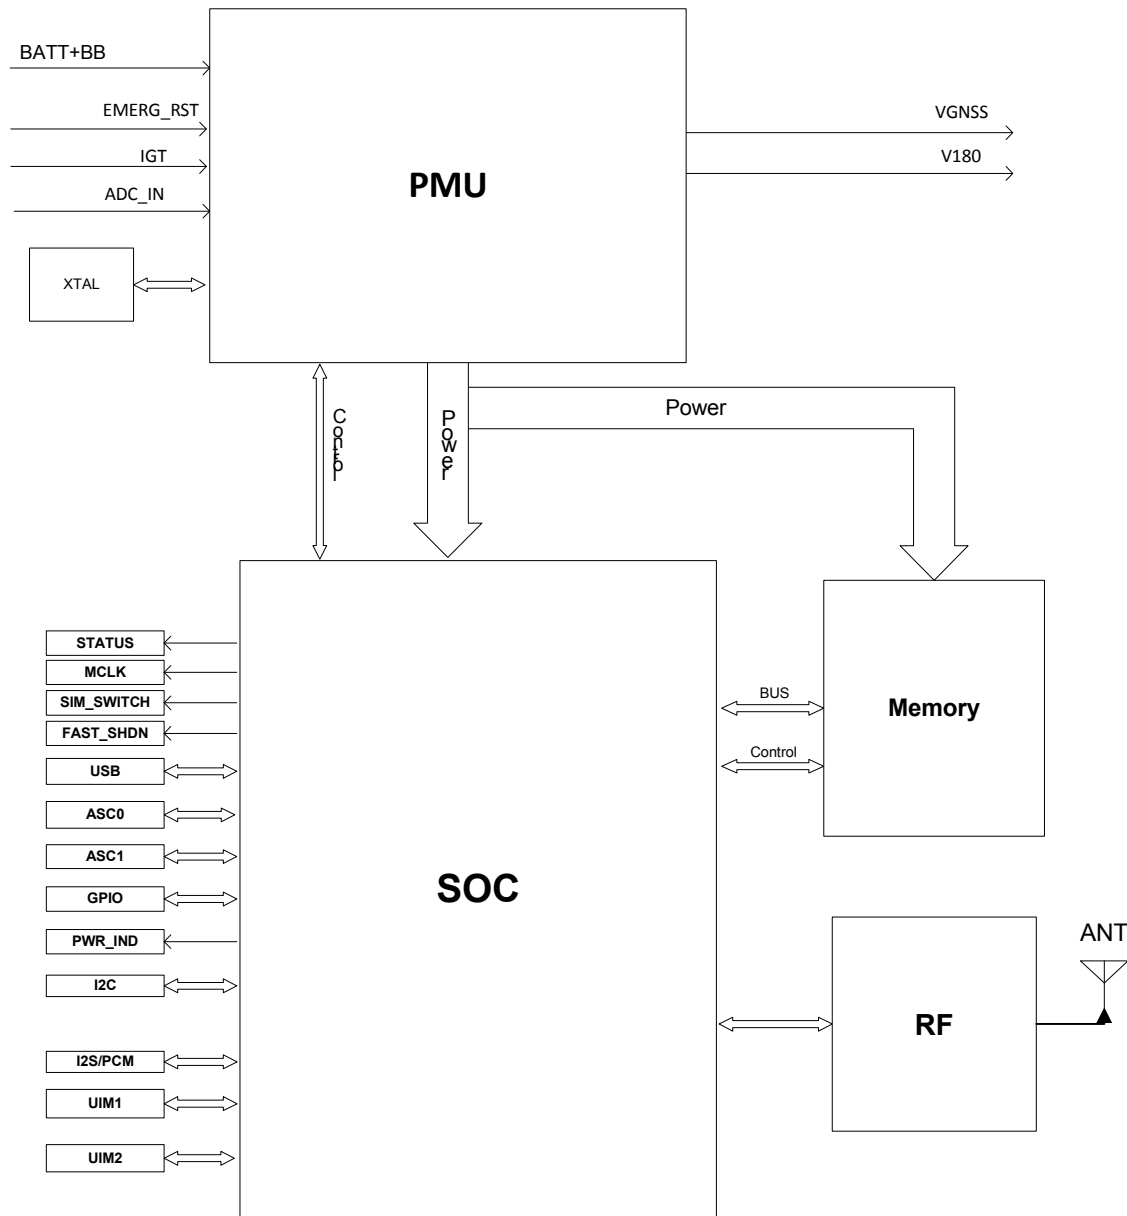 BATT+BB
EMERG_RST
IGT
ADC_IN
XTAL
PMU
VGNSS
V180
Control
Power
Power
STATUS
MCLK
SIM_SWITCH
FAST_SHDN
USB
ASC0
ASC1
GPIO
PWR_IND
I2C
I2S/PCM
UIM1
UIM2
SOC
BUS
Control
Memory
RF
ANT